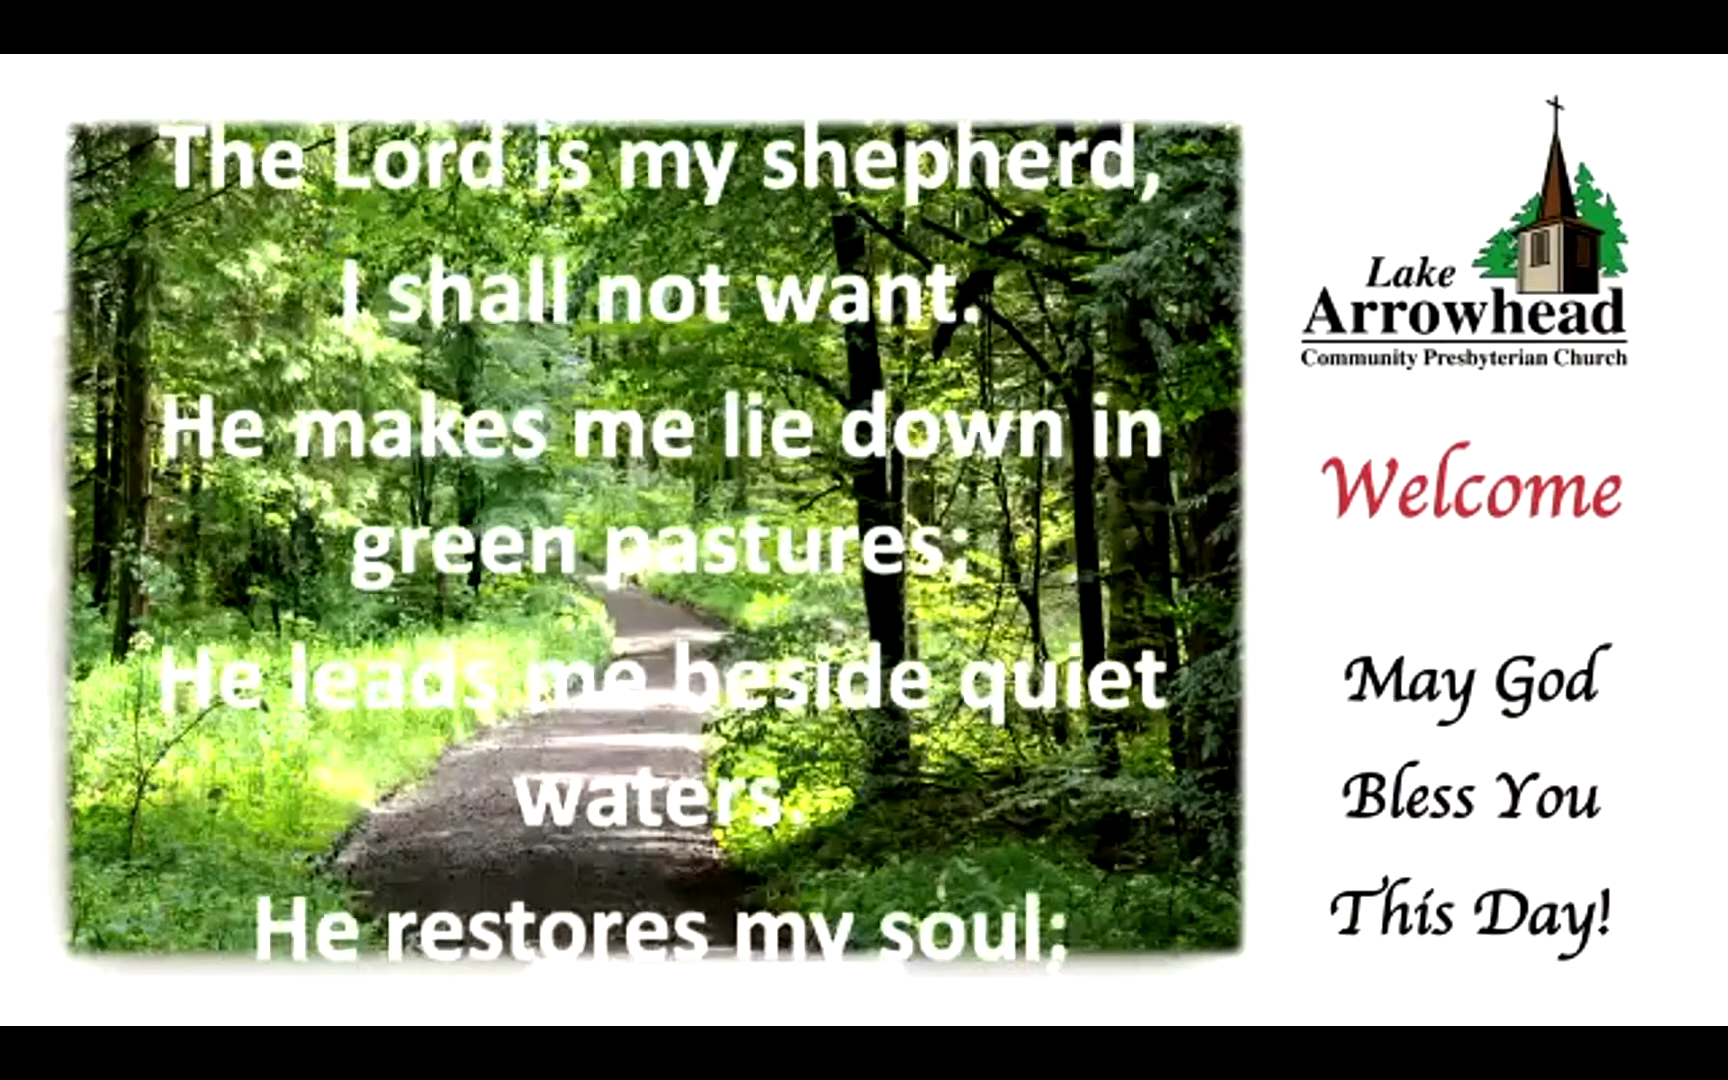 The Lord is my shepherd,
I shall not want.
He makes me lie down in
green pastures;
He leads me beside quiet
waters.
He restores my soul;
Lake
Arrowhead
Community Presbyterian Church
Welcome
May God
Bless You
This Day!